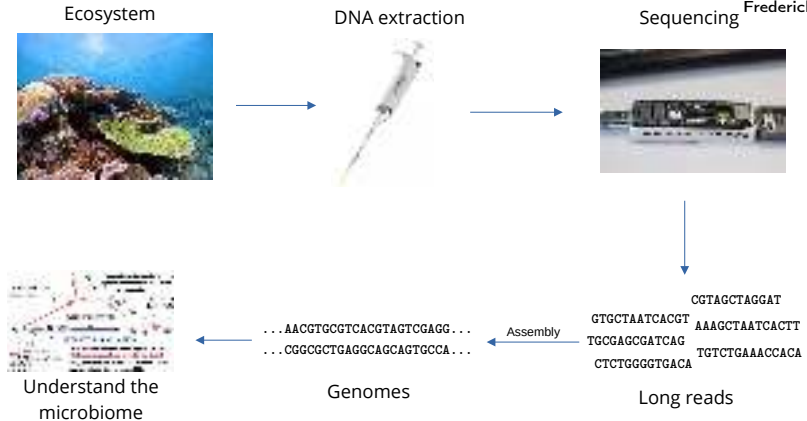 Ecosystem
DNA extraction
Sequencing
Frederick
CGTAGCTAGGAT
GTGCTAATCACGT
AAAGCTAATCACTT
TGCGAGCGATCAG
TGTCTGAAACCACA
CTCTGGGGTGACA
Long reads
Assembly
...AACGTGCGTCACGTAGTCGAGG...
...CGGCGCTGAGGCAGCAGTGCCA...
Genomes
Understand the
microbiome